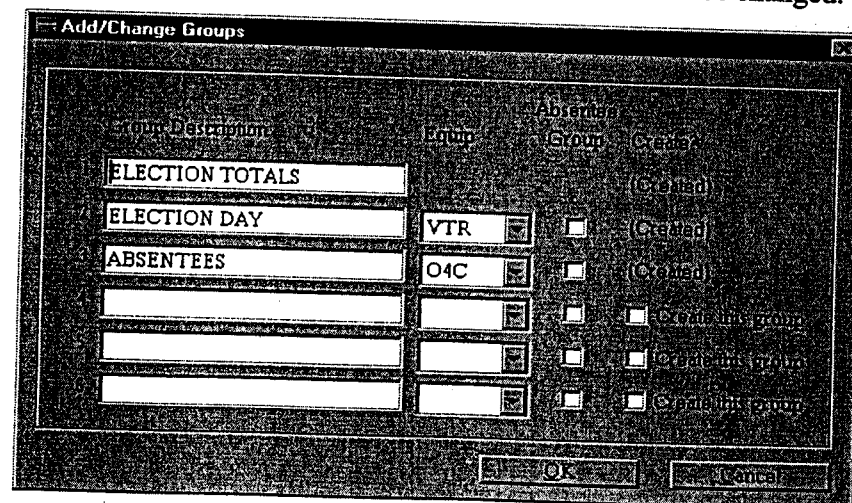 changed.
Add/Change Groups
Absentee
Group Description Equip Group Create?
ELECTION TOTALS (Created)
ELECTION DAY VTR (Created)
ABSENTEES O4C (Created)
Create this group
Create this group
Create this group
OK Cancel